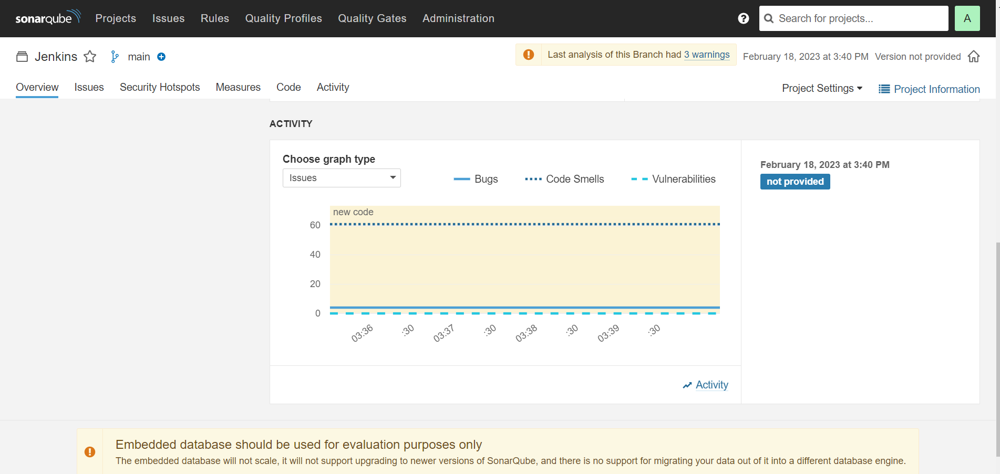 sonarqube Projects Issues Rules Quality Profiles Quality Gates Administration Search for projects... A
Jenkins main Last analysis of this Branch had 3 warnings February 18, 2023 at 3:40 PM Version not provided
Overview Issues Security Hotspots Measures Code Activity Project Settings Project Information
ACTIVITY
Choose graph type
Issues Bugs Code Smells Vulnerabilities
February 18, 2023 at 3:40 PM
not provided
new code
60
40
20
0
03:36 :30 03:37 :30 03:38 :30 03:39 :30
Activity
Embedded database should be used for evaluation purposes only
The embedded database will not scale, it will not support upgrading to newer versions of SonarQube, and there is no support for migrating your data out of it into a different database engine.